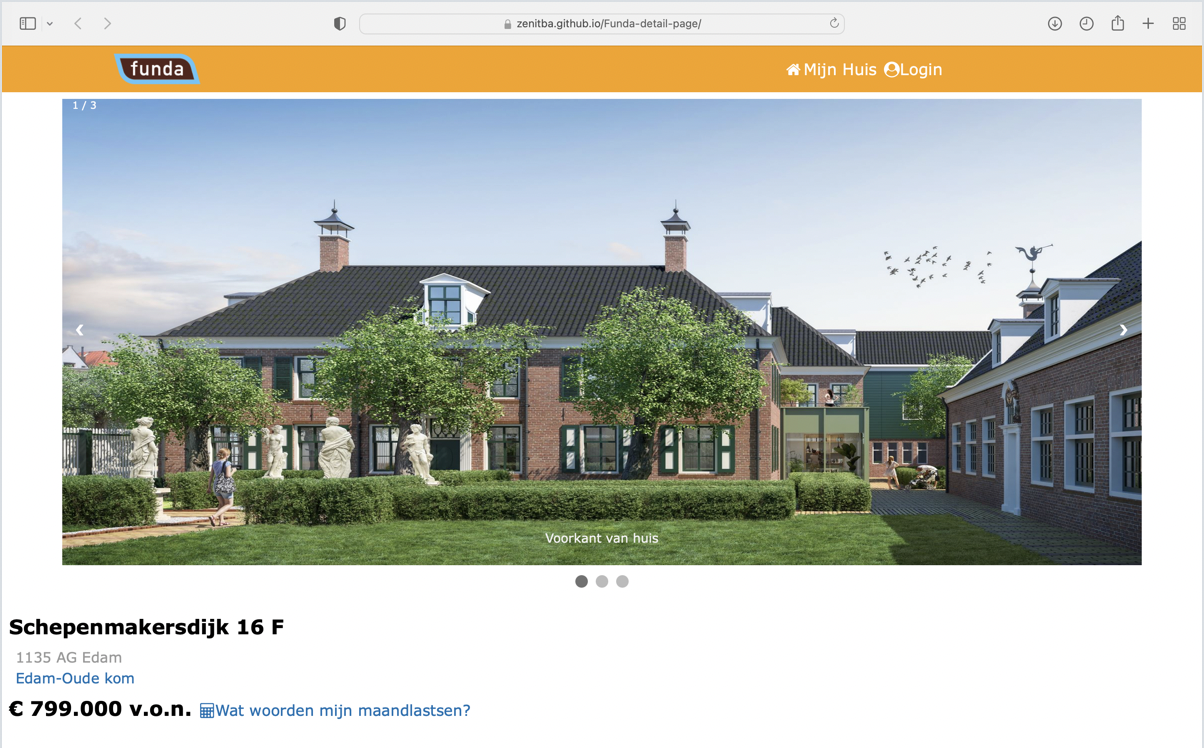 zenitba.github.io/Funda-detail-page/
funda
Mijn Huis Login
1 / 3
Voorkant van huis
Schepenmakersdijk 16 F
1135 AG Edam
Edam-Oude kom
€ 799.000 v.o.n. Wat woorden mijn maandlastsen?